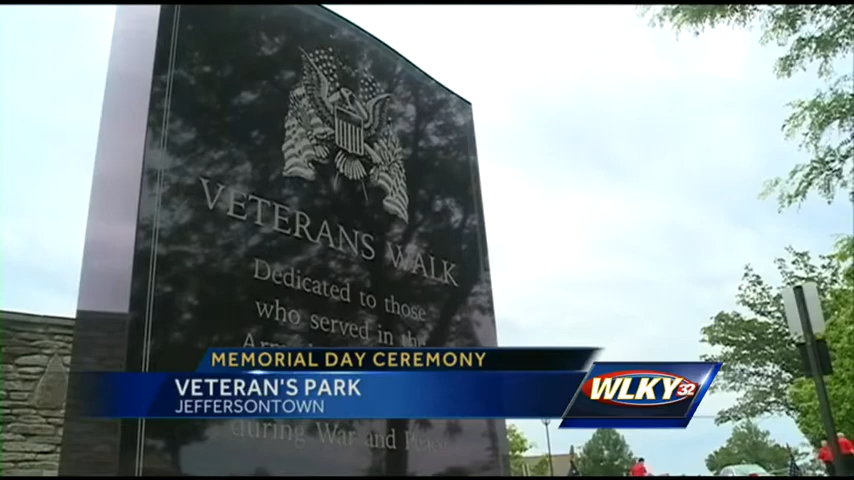 VETERANS WALK
Dedicated to those
who served in the
MEMORIAL DAY CEREMONY
VETERAN'S PARK
JEFFERSONTOWN
WLKY 32
during War and Peace